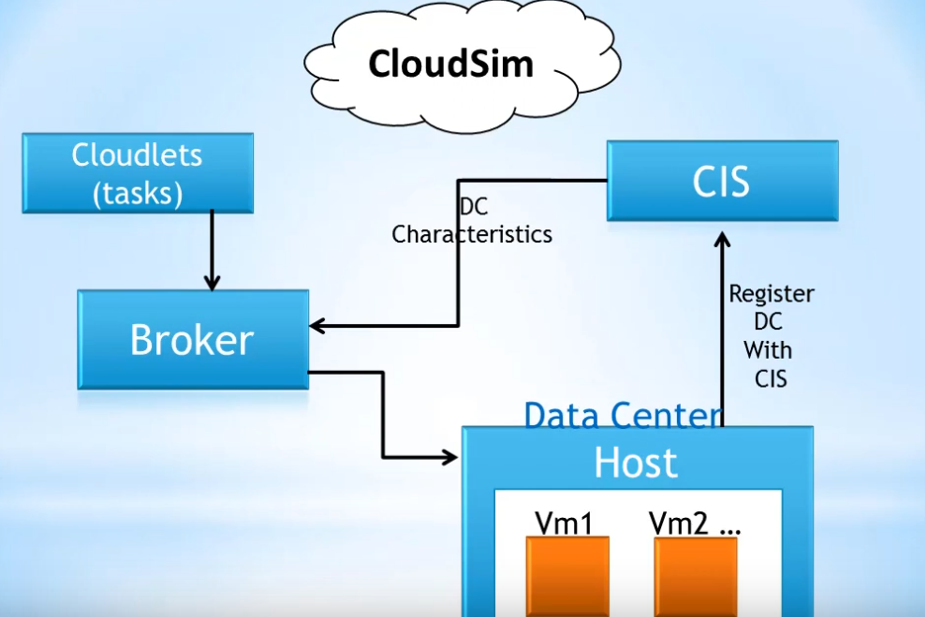 CloudSim
Cloudlets
(tasks)
CIS
DC
Characteristics
Broker
Register
DC
With
CIS
Data Center
Host
Vm1
Vm2 ...